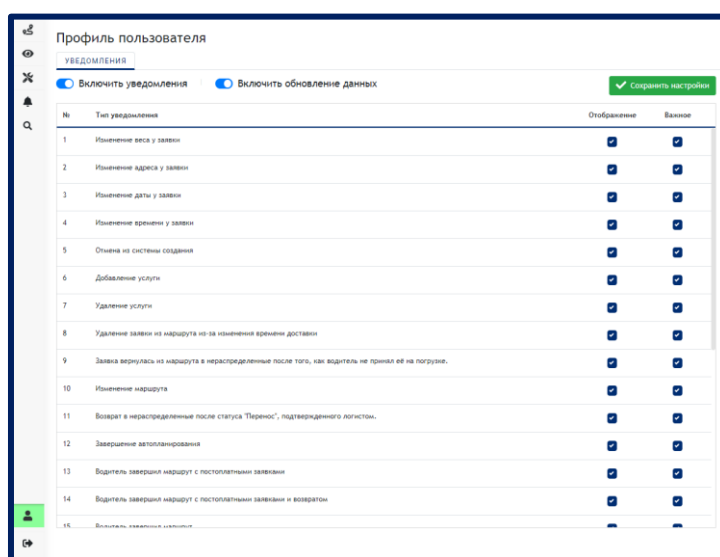 Профиль пользователя
УВЕДОМЛЕНИЯ
Включить уведомления Включить обновление данных Сохранить настройки
№ Тип уведомления Отображение Важное
1 Изменение веса у заявки
2 Изменение адреса у заявки
3 Изменение даты у заявки
4 Изменение времени у заявки
5 Отмена из системы создания
6 Добавление услуги
7 Удаление услуги
8 Удаление заявки из маршрута из-за изменения времени доставки
9 Заявка вернулась из маршрута в нераспределенные после того, как водитель не принял её на погрузке.
10 Изменение маршрута
11 Возврат в нераспределенные после статуса "Перенос", подтвержденного логистом.
12 Завершение автопланирования
13 Водитель завершил маршрут с постоплатными заявками
14 Водитель завершил маршрут с постоплатными заявками и возвратом
15 Водитель завершил маршрут